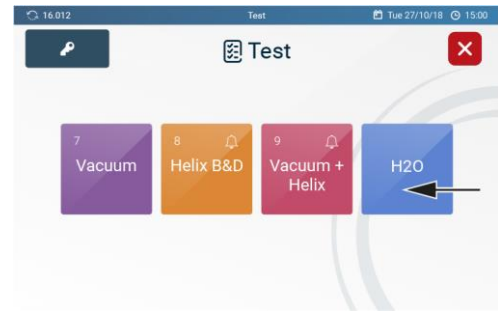 16.012 Test Tue 27/10/18 15:00
Test
7
Vacuum
8
Helix B&D
9
Vacuum +
Helix
H2O